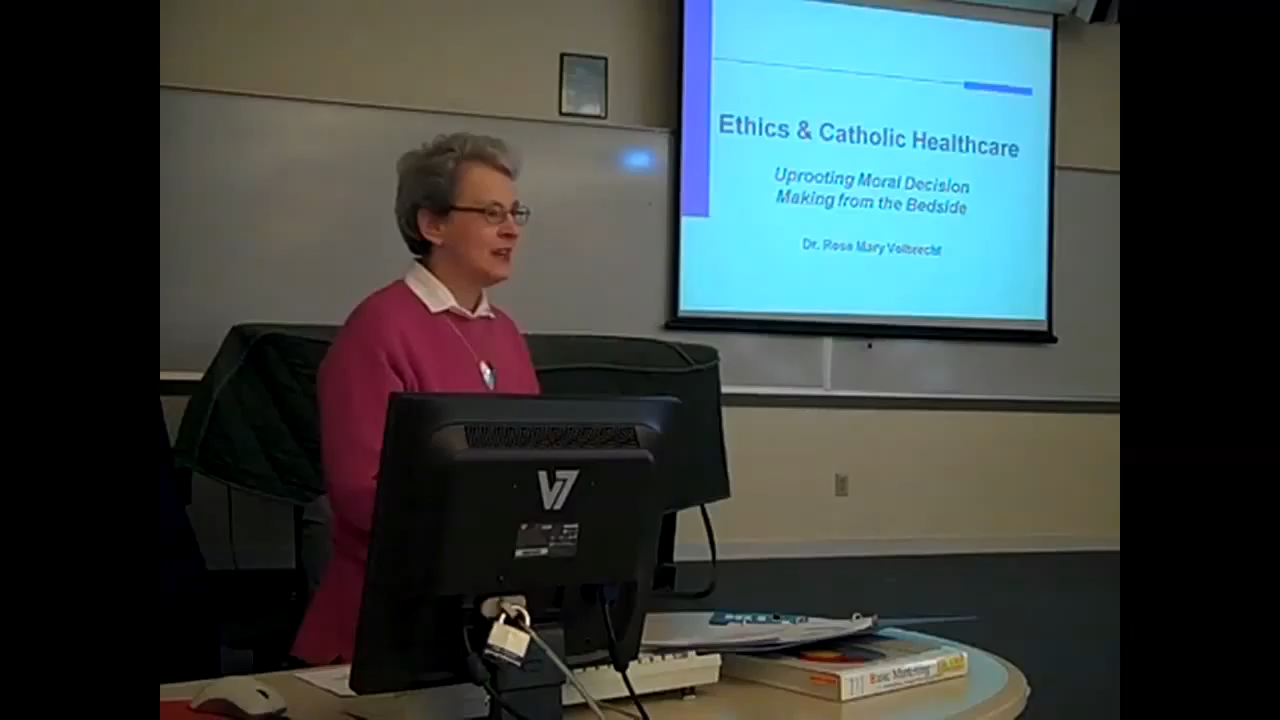 Ethics & Catholic Healthcare
Uprooting Moral Decision
Making from the Bedside
Dr. Rose Mary Volbrecht
V7
Basic Marketing